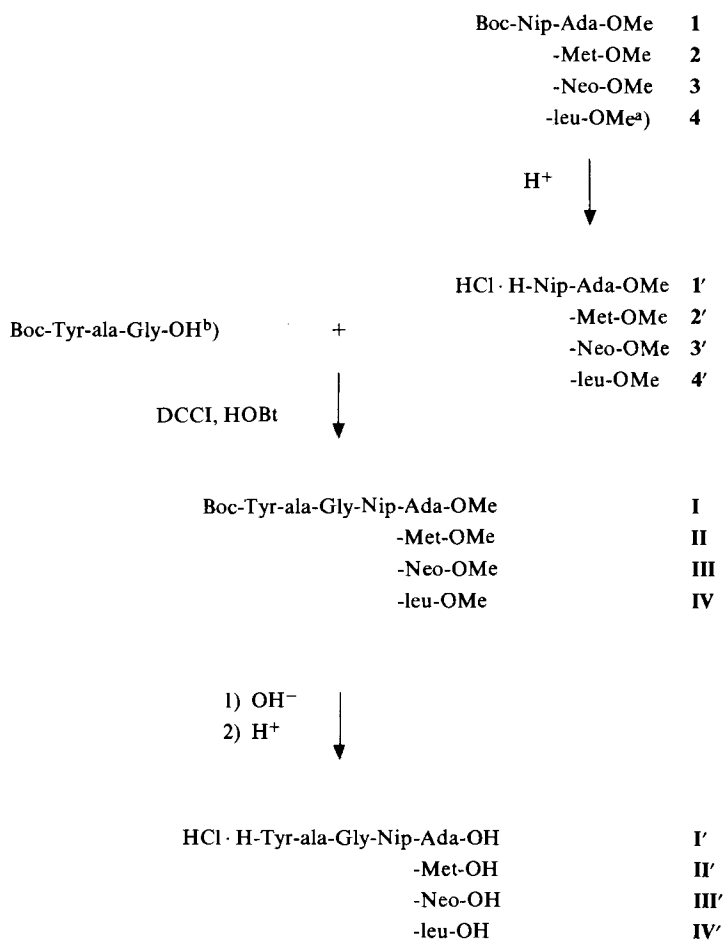 Boc-Nip-Ada-OMe 1
-Met-OMe 2
-Neo-OMe 3
-leu-OMeᵃ) 4
H⁺
HCl · H-Nip-Ada-OMe 1′
Boc-Tyr-ala-Gly-OHᵇ) + -Met-OMe 2′
-Neo-OMe 3′
-leu-OMe 4′
DCCI, HOBt
Boc-Tyr-ala-Gly-Nip-Ada-OMe I
-Met-OMe II
-Neo-OMe III
-leu-OMe IV
1) OH⁻
2) H⁺
HCl · H-Tyr-ala-Gly-Nip-Ada-OH I′
-Met-OH II′
-Neo-OH III′
-leu-OH IV′